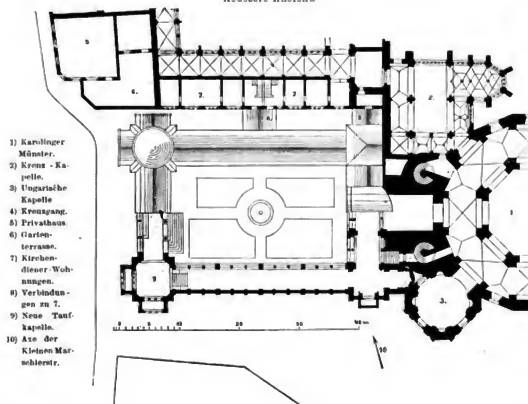 1) Karolinger
Münster.
2) Kreuz-Ka-
pelle.
3) Ungarische
Kapelle
4) Kreuzgang.
5) Privathaus
6) Garten-
terrasse.
7) Kirchen-
diener-Woh-
nungen.
8) Verbindun-
gen zu 7.
9) Neue Tauf-
kapelle.
10) Axe der
Kleinen Mar-
schierstr.
5
6.
7.
7
2.
1
9
3.
10